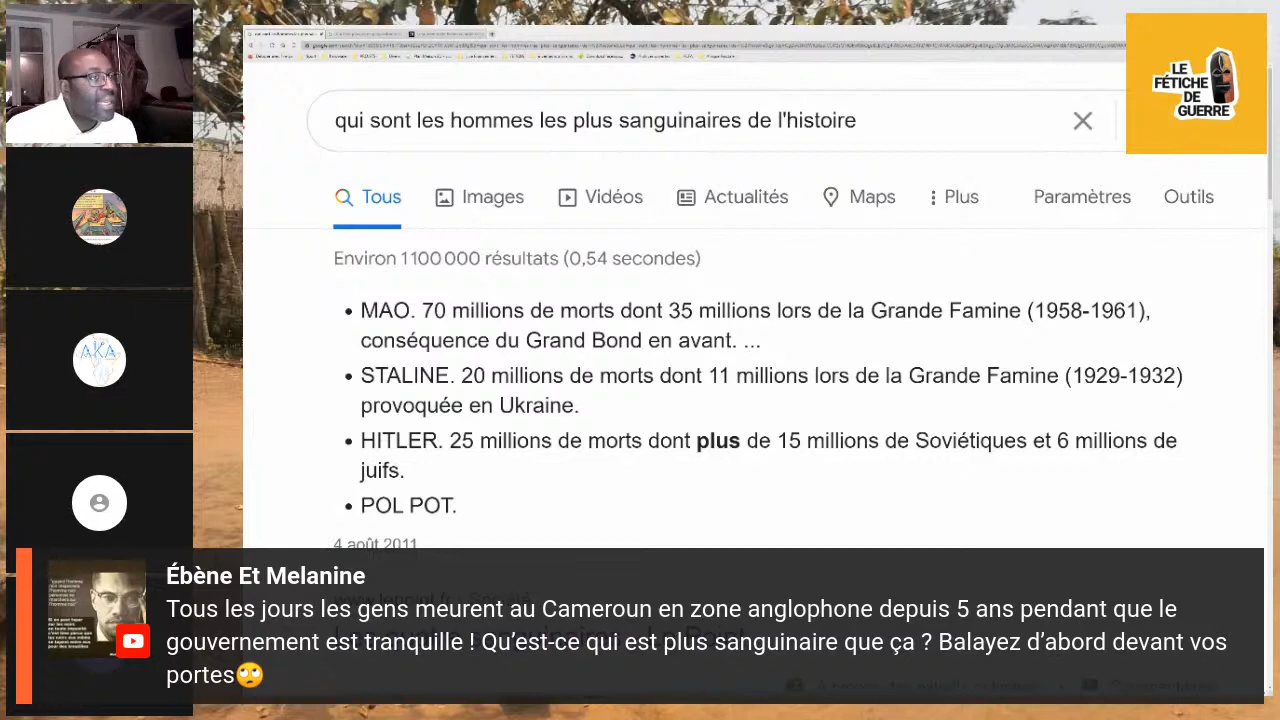 LE
FÉTICHE
DE
GUERRE
qui sont les hommes les plus sanguinaires de l'histoire
Tous Images Vidéos Actualités Maps Plus Paramètres Outils
Environ 1 100 000 résultats (0,54 secondes)
• MAO. 70 millions de morts dont 35 millions lors de la Grande Famine (1958-1961),
conséquence du Grand Bond en avant. ...
• STALINE. 20 millions de morts dont 11 millions lors de la Grande Famine (1929-1932)
provoquée en Ukraine.
• HITLER. 25 millions de morts dont plus de 15 millions de Soviétiques et 6 millions de
juifs.
• POL POT.
4 août 2011
AKA
Ébène Et Melanine
Tous les jours les gens meurent au Cameroun en zone anglophone depuis 5 ans pendant que le
gouvernement est tranquille ! Qu'est-ce qui est plus sanguinaire que ça ? Balayez d'abord devant vos
portes🙄